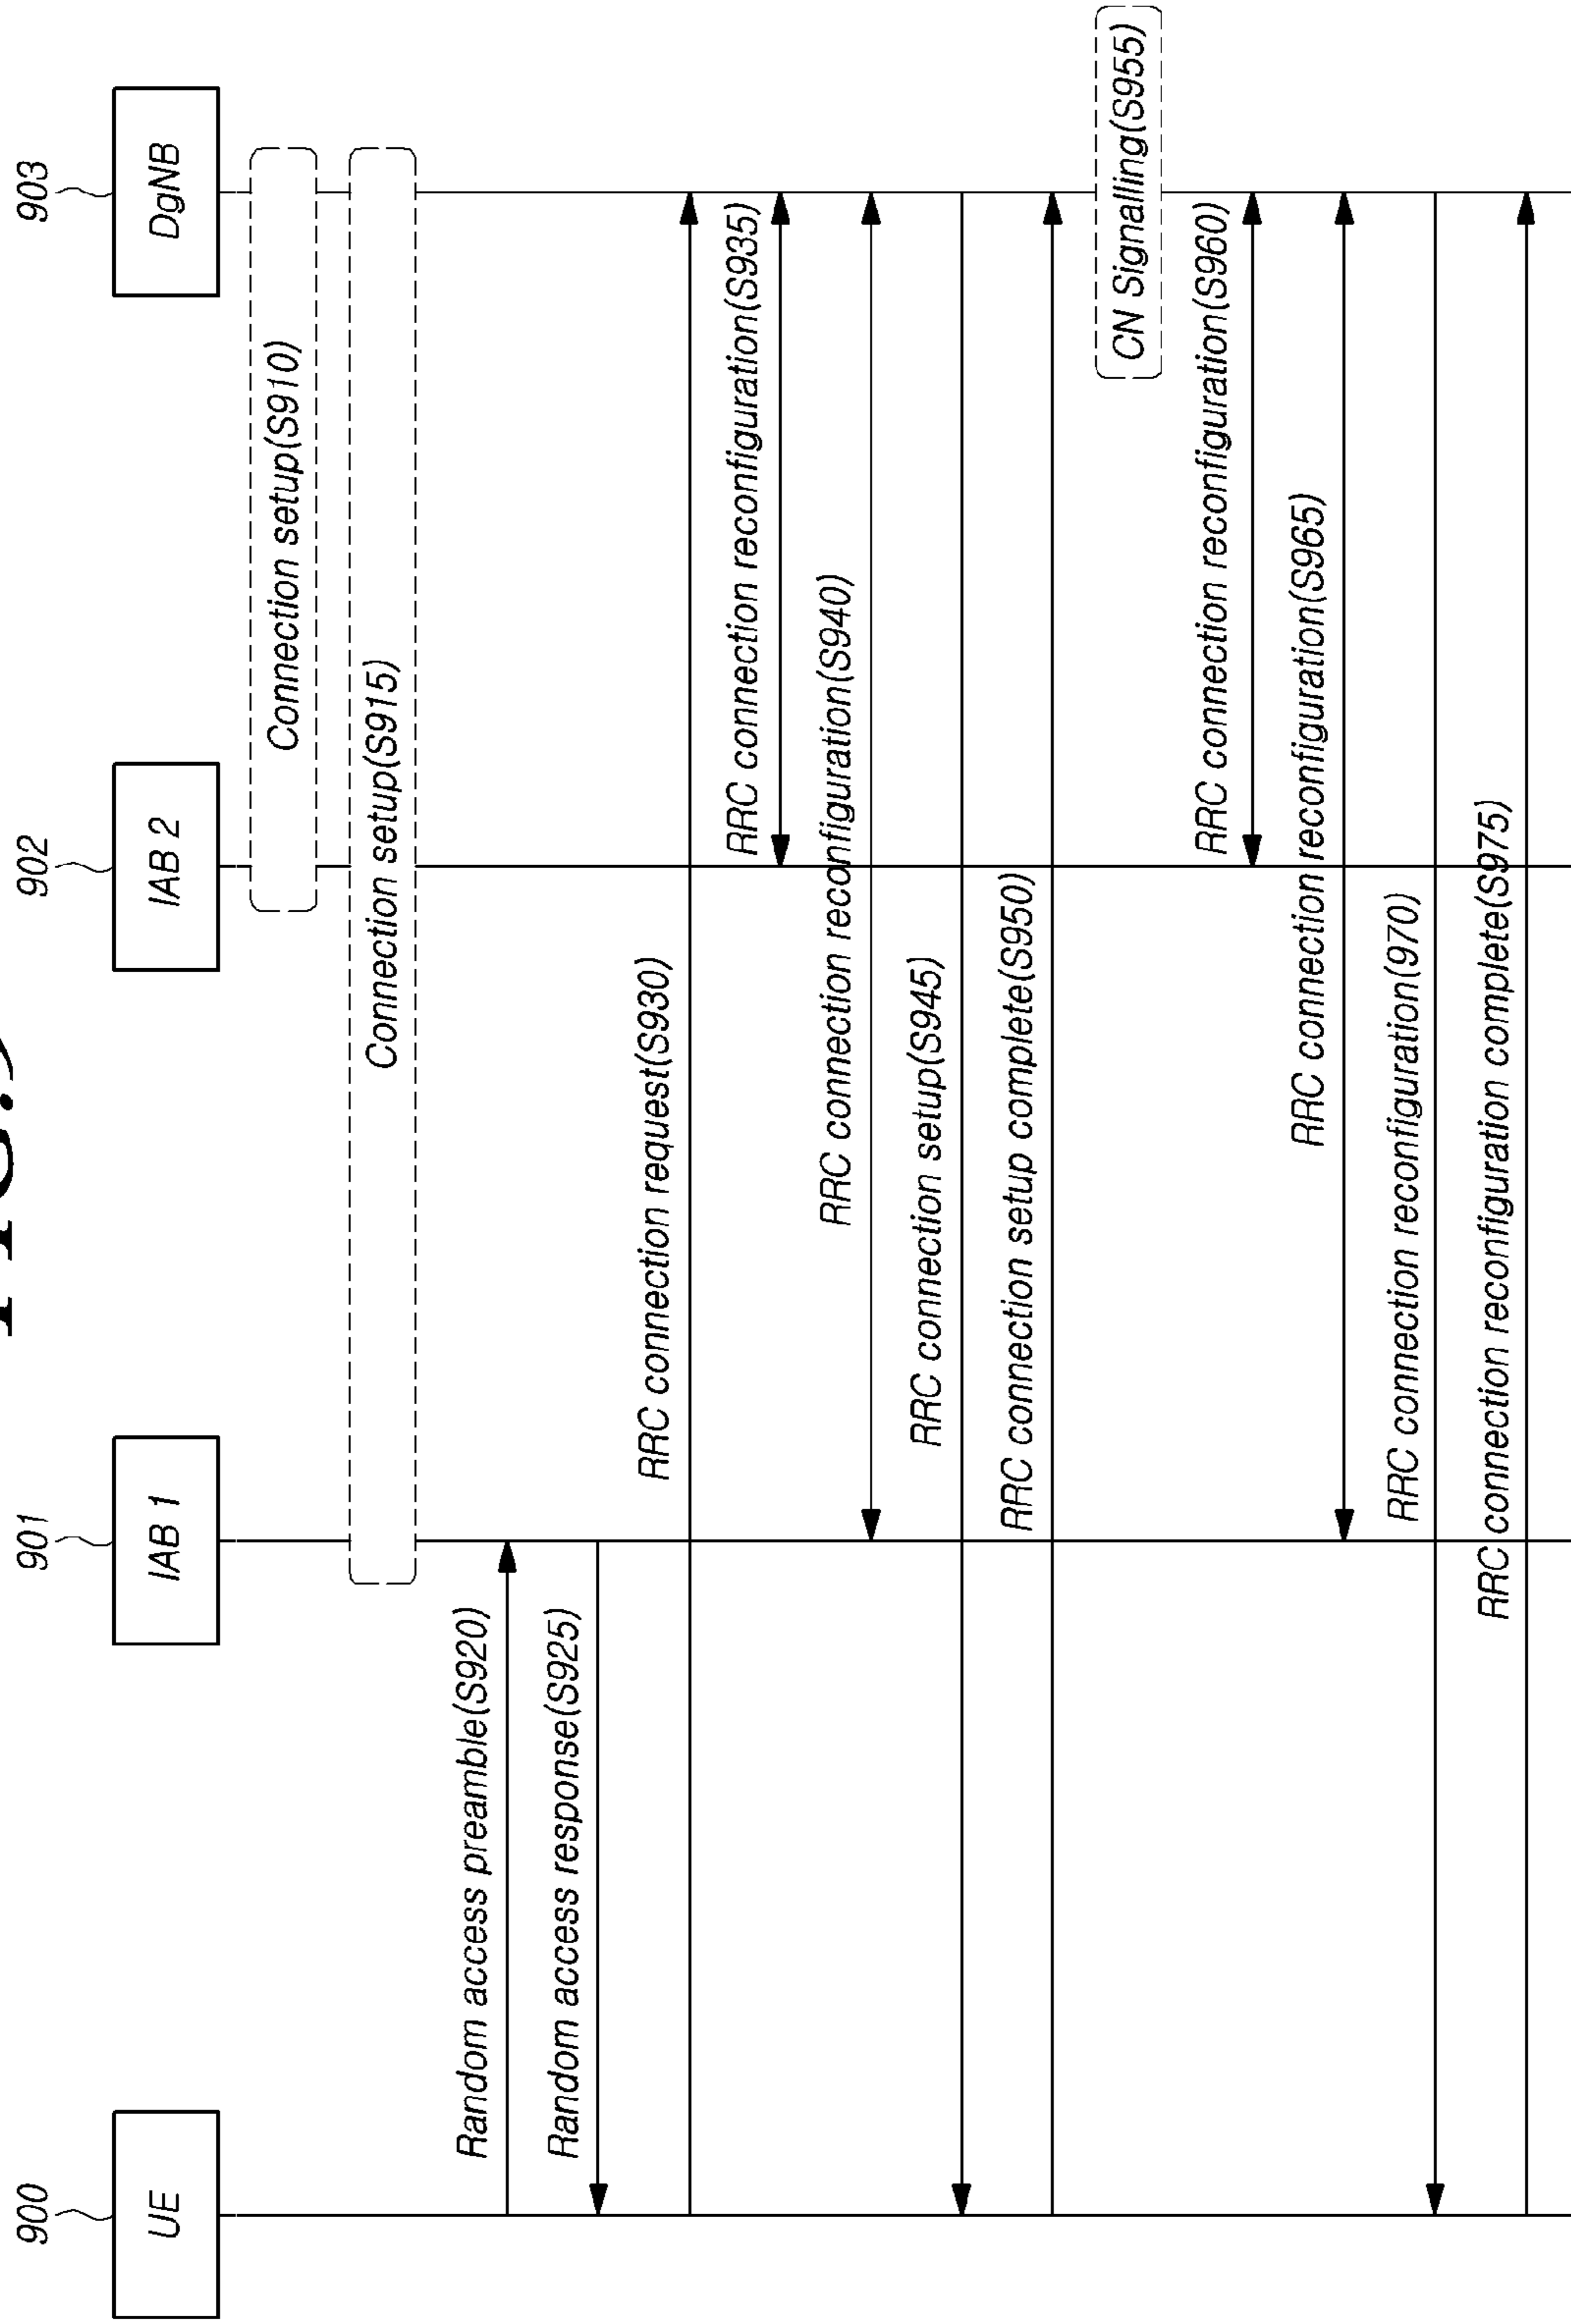 FIG.9
900
901
902
903
UE
IAB 1
IAB 2
DgNB
Connection setup(S910)
Connection setup(S915)
Random access preamble(S920)
Random access response(S925)
RRC connection request(S930)
RRC connection reconfiguration(S935)
RRC connection reconfiguration(S940)
RRC connection setup(S945)
RRC connection setup complete(S950)
CN Signalling(S955)
RRC connection reconfiguration(S960)
RRC connection reconfiguration(S965)
RRC connection reconfiguration(970)
RRC connection reconfiguration complete(S975)